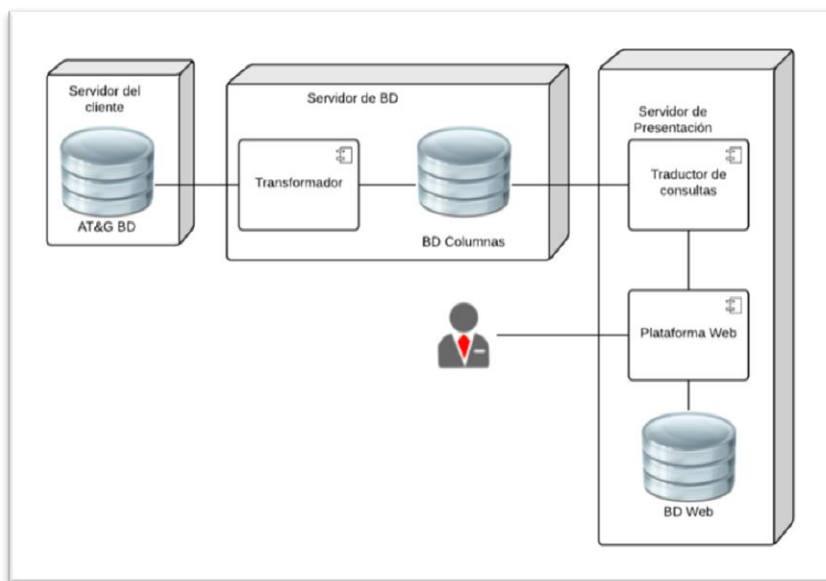 Servidor del
cliente
AT&G BD
Servidor de BD
Transformador
BD Columnas
Servidor de
Presentación
Traductor de
consultas
Plataforma Web
BD Web